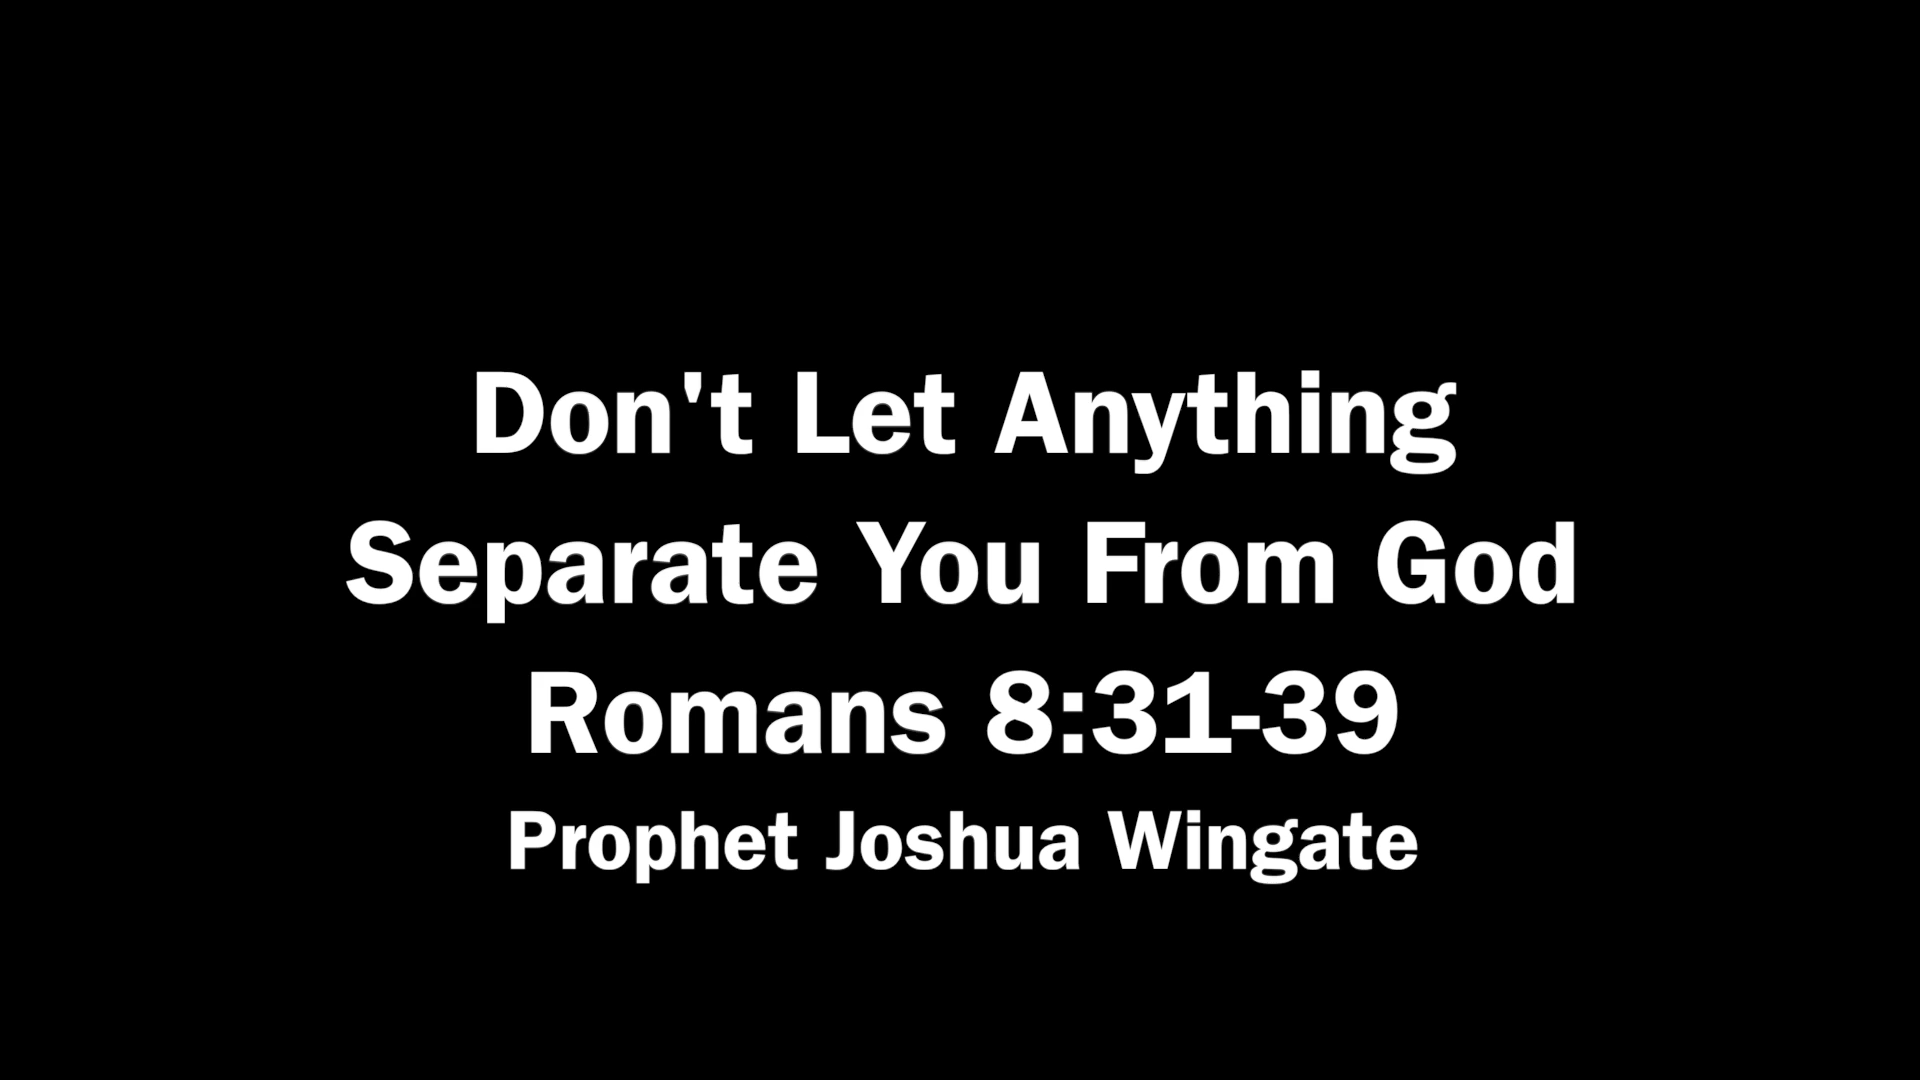 Don't Let Anything
Separate You From God
Romans 8:31-39
Prophet Joshua Wingate